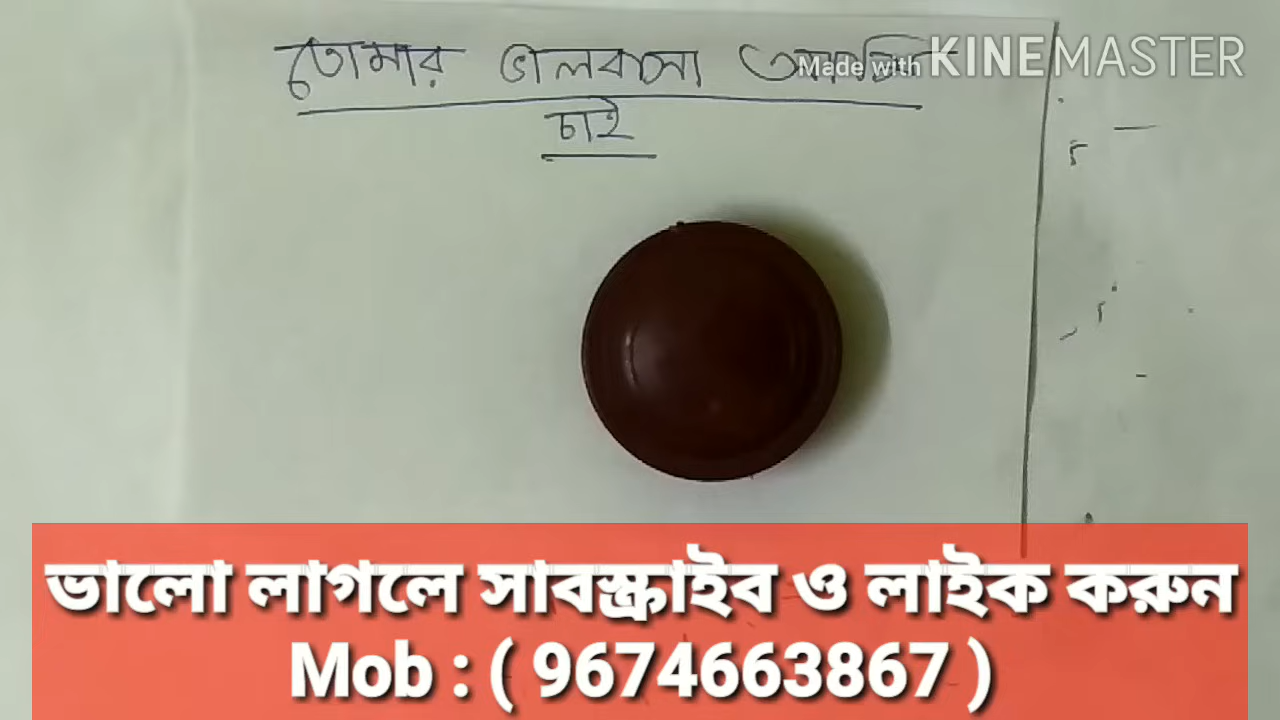 তোমার ভালবাসা
Made with KINEMASTER
চাই
ভালো লাগলে সাবস্ক্রাইব ও লাইক করুন
Mob : ( 9674663867 )